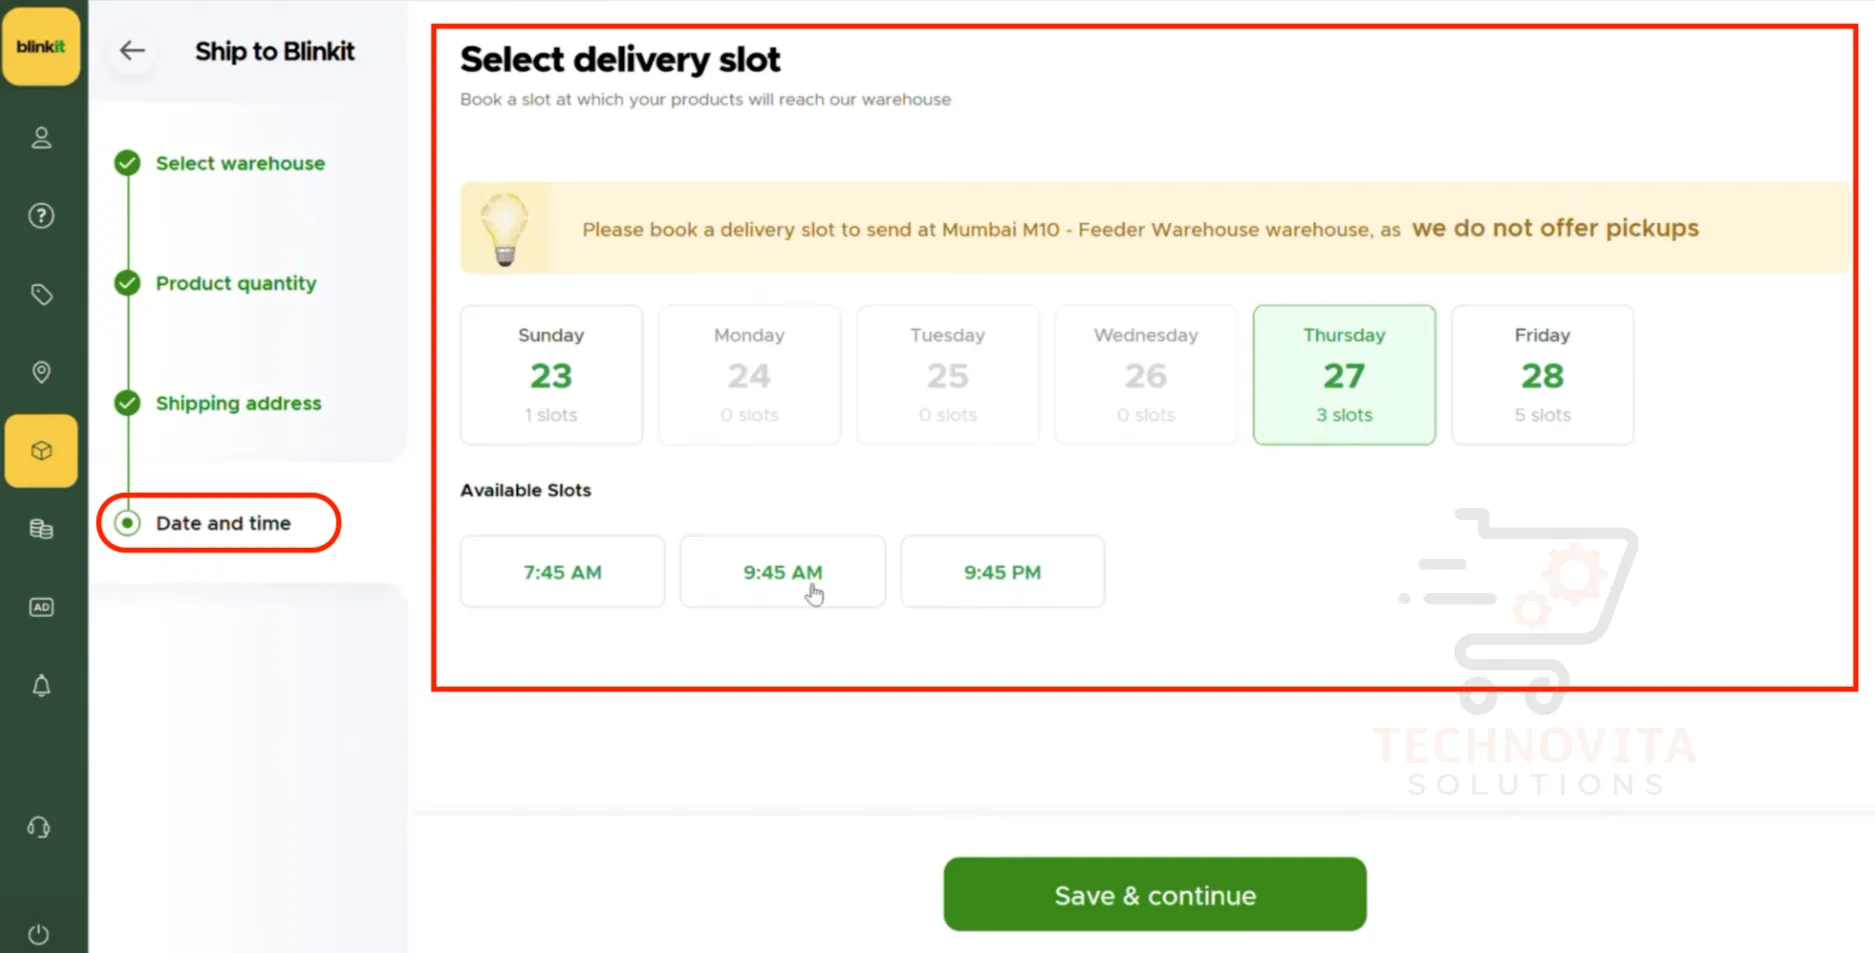 blinkit
Ship to Blinkit
Select warehouse
Product quantity
Shipping address
Date and time
AD
Select delivery slot
Book a slot at which your products will reach our warehouse
Please book a delivery slot to send at Mumbai M10 - Feeder Warehouse warehouse, as we do not offer pickups
Sunday
23
1 slots
Monday
24
0 slots
Tuesday
25
0 slots
Wednesday
26
0 slots
Thursday
27
3 slots
Friday
28
5 slots
Available Slots
7:45 AM
9:45 AM
9:45 PM
TECHNOVITA
SOLUTIONS
Save & continue